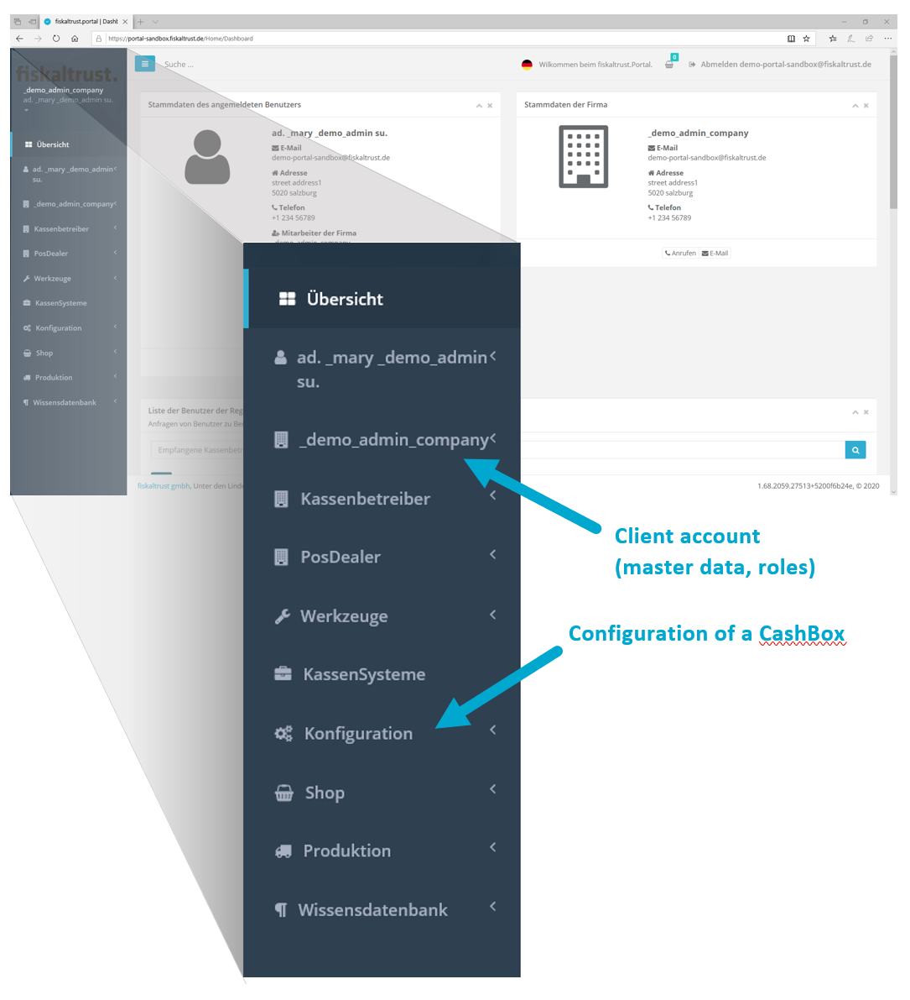 fiskaltrust.portal | Dashb
https://portal-sandbox.fiskaltrust.de/Home/Dashboard
fiskaltrust.
_demo_admin_company
ad. _mary _demo_admin su.
Übersicht
ad. _mary _demo_admin
su.
_demo_admin_company
Kassenbetreiber
PosDealer
Werkzeuge
KassenSysteme
Konfiguration
Shop
Produktion
Wissensdatenbank
Suche ...
Wilkommen beim fiskaltrust.Portal.
0
Abmelden demo-portal-sandbox@fiskaltrust.de
Stammdaten des angemeldeten Benutzers
ad. _mary _demo_admin su.
E-Mail
demo-portal-sandbox@fiskaltrust.de
Adresse
street address1
5020 salzburg
Telefon
+1 234 56789
Mitarbeiter der Firma
_demo_admin_company
Stammdaten der Firma
_demo_admin_company
E-Mail
demo-portal-sandbox@fiskaltrust.de
Adresse
street address1
5020 salzburg
Telefon
+1 234 56789
Anrufen E-Mail
Liste der Benutzer der Reg
Anfragen von Benutzer zu Be
Empfangene Kassenbetr
fiskaltrust gmbh, Unter den Linde
1.68.2059.27513+5200f6b24e, © 2020
Übersicht
ad. _mary _demo_admin
su.
_demo_admin_company
Kassenbetreiber
PosDealer
Werkzeuge
KassenSysteme
Konfiguration
Shop
Produktion
Wissensdatenbank
Client account
(master data, roles)
Configuration of a CashBox